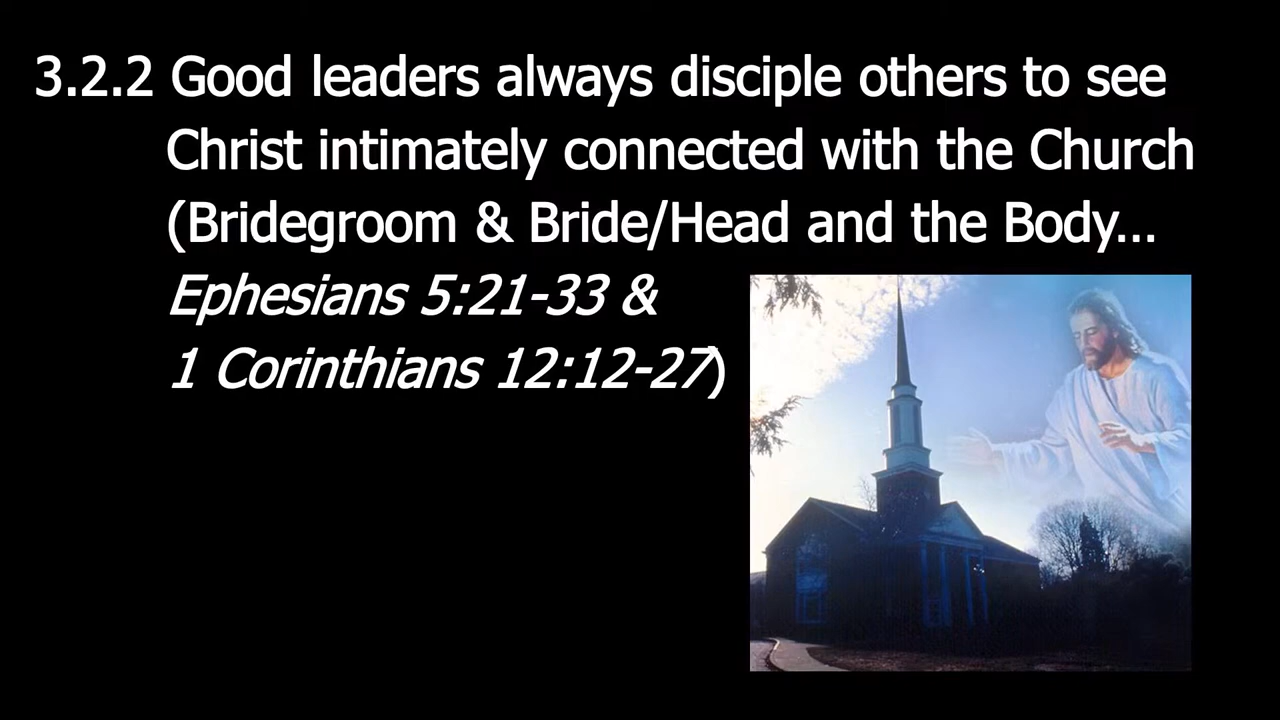 3.2.2 Good leaders always disciple others to see
Christ intimately connected with the Church
(Bridegroom & Bride/Head and the Body...
Ephesians 5:21-33 &
1 Corinthians 12:12-27)